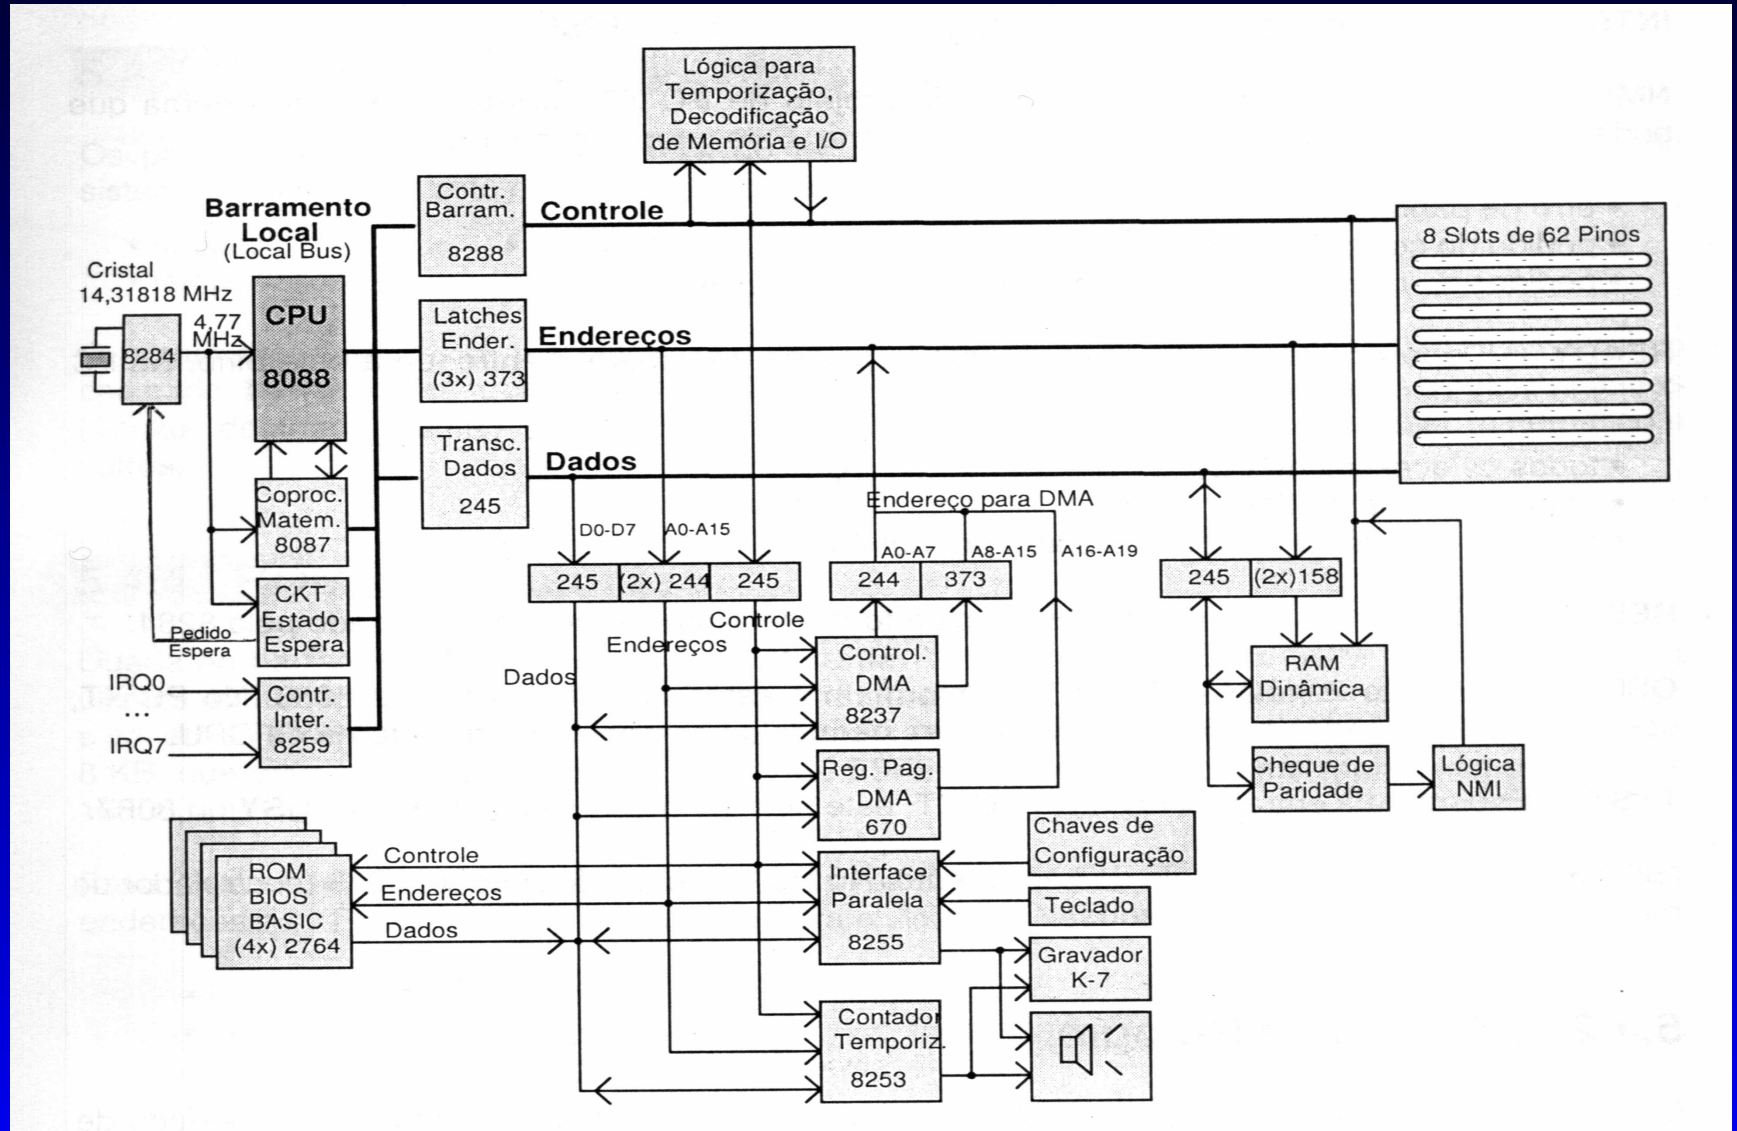 Lógica para
Temporização,
Decodificação
de Memória e I/O
Barramento
Local
(Local Bus)
Contr.
Barram.
8288
Controle
8 Slots de 62 Pinos
Cristal
14,31818 MHz
4,77
MHz
8284
CPU
8088
Latches
Ender.
(3x) 373
Endereços
Transc.
Dados
245
Dados
Coproc.
Matem.
8087
CKT
Estado
Espera
Pedido
Espera
IRQ0
...
IRQ7
Contr.
Inter.
8259
D0-D7
A0-A15
245
(2x) 244
245
Controle
Endereços
Dados
Endereço para DMA
A0-A7
A8-A15
A16-A19
244
373
Control.
DMA
8237
Reg. Pag.
DMA
670
245
(2x)158
RAM
Dinâmica
Cheque de
Paridade
Lógica
NMI
ROM
BIOS
BASIC
(4x) 2764
Controle
Endereços
Dados
Interface
Paralela
8255
Chaves de
Configuração
Teclado
Gravador
K-7
Contador
Temporiz.
8253